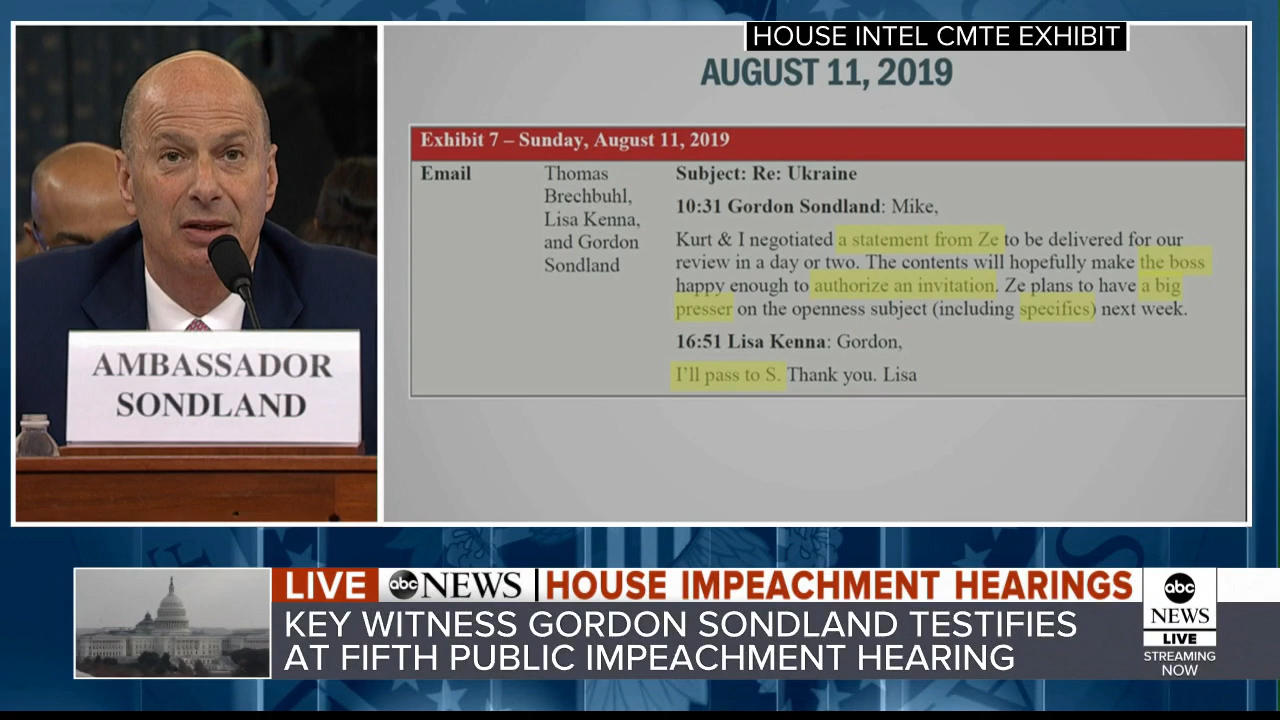 HOUSE INTEL CMTE EXHIBIT
AUGUST 11, 2019
Exhibit 7 – Sunday, August 11, 2019
Email
Thomas
Brechbuhl,
Lisa Kenna,
and Gordon
Sondland
Subject: Re: Ukraine
10:31 Gordon Sondland: Mike,
Kurt & I negotiated a statement from Ze to be delivered for our
review in a day or two. The contents will hopefully make the boss
happy enough to authorize an invitation. Ze plans to have a big
presser on the openness subject (including specifics) next week.
16:51 Lisa Kenna: Gordon,
I'll pass to S. Thank you. Lisa
AMBASSADOR
SONDLAND
LIVE abc NEWS HOUSE IMPEACHMENT HEARINGS
KEY WITNESS GORDON SONDLAND TESTIFIES
AT FIFTH PUBLIC IMPEACHMENT HEARING
abc
NEWS
LIVE
STREAMING
NOW